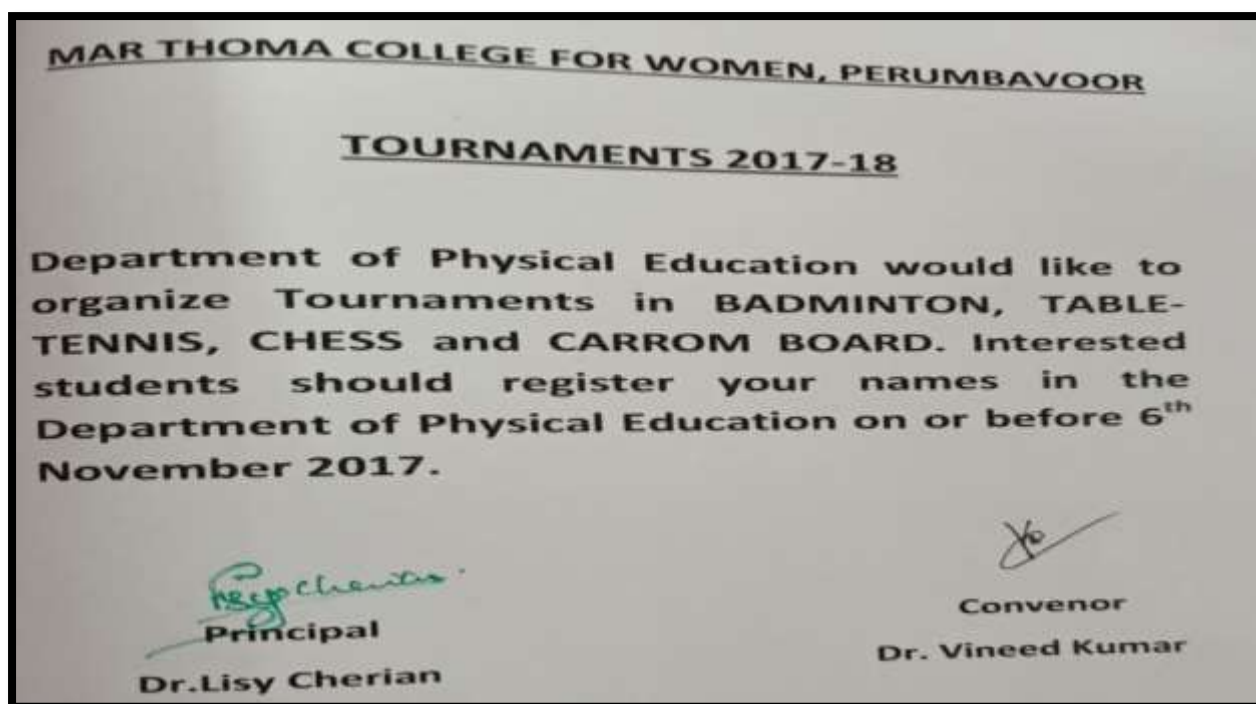 MAR THOMA COLLEGE FOR WOMEN, PERUMBAVOOR
TOURNAMENTS 2017-18
Department of Physical Education would like to
organize Tournaments in BADMINTON, TABLE-
TENNIS, CHESS and CARROM BOARD. Interested
students should register your names in the
Department of Physical Education on or before 6th
November 2017.
Principal
Dr.Lisy Cherian
Convenor
Dr. Vineed Kumar